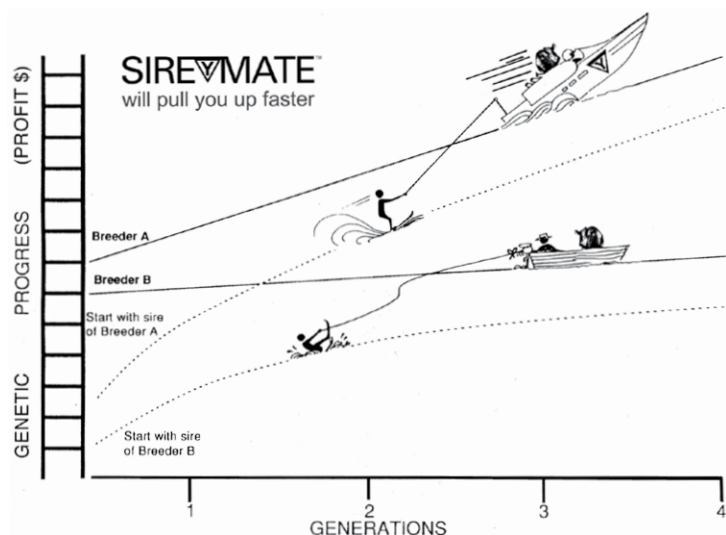 SIREMATE™
will pull you up faster
GENETIC PROGRESS (PROFIT $)
Breeder A
Breeder B
Start with sire
of Breeder A
Start with sire
of Breeder B
1 2 3 4
GENERATIONS